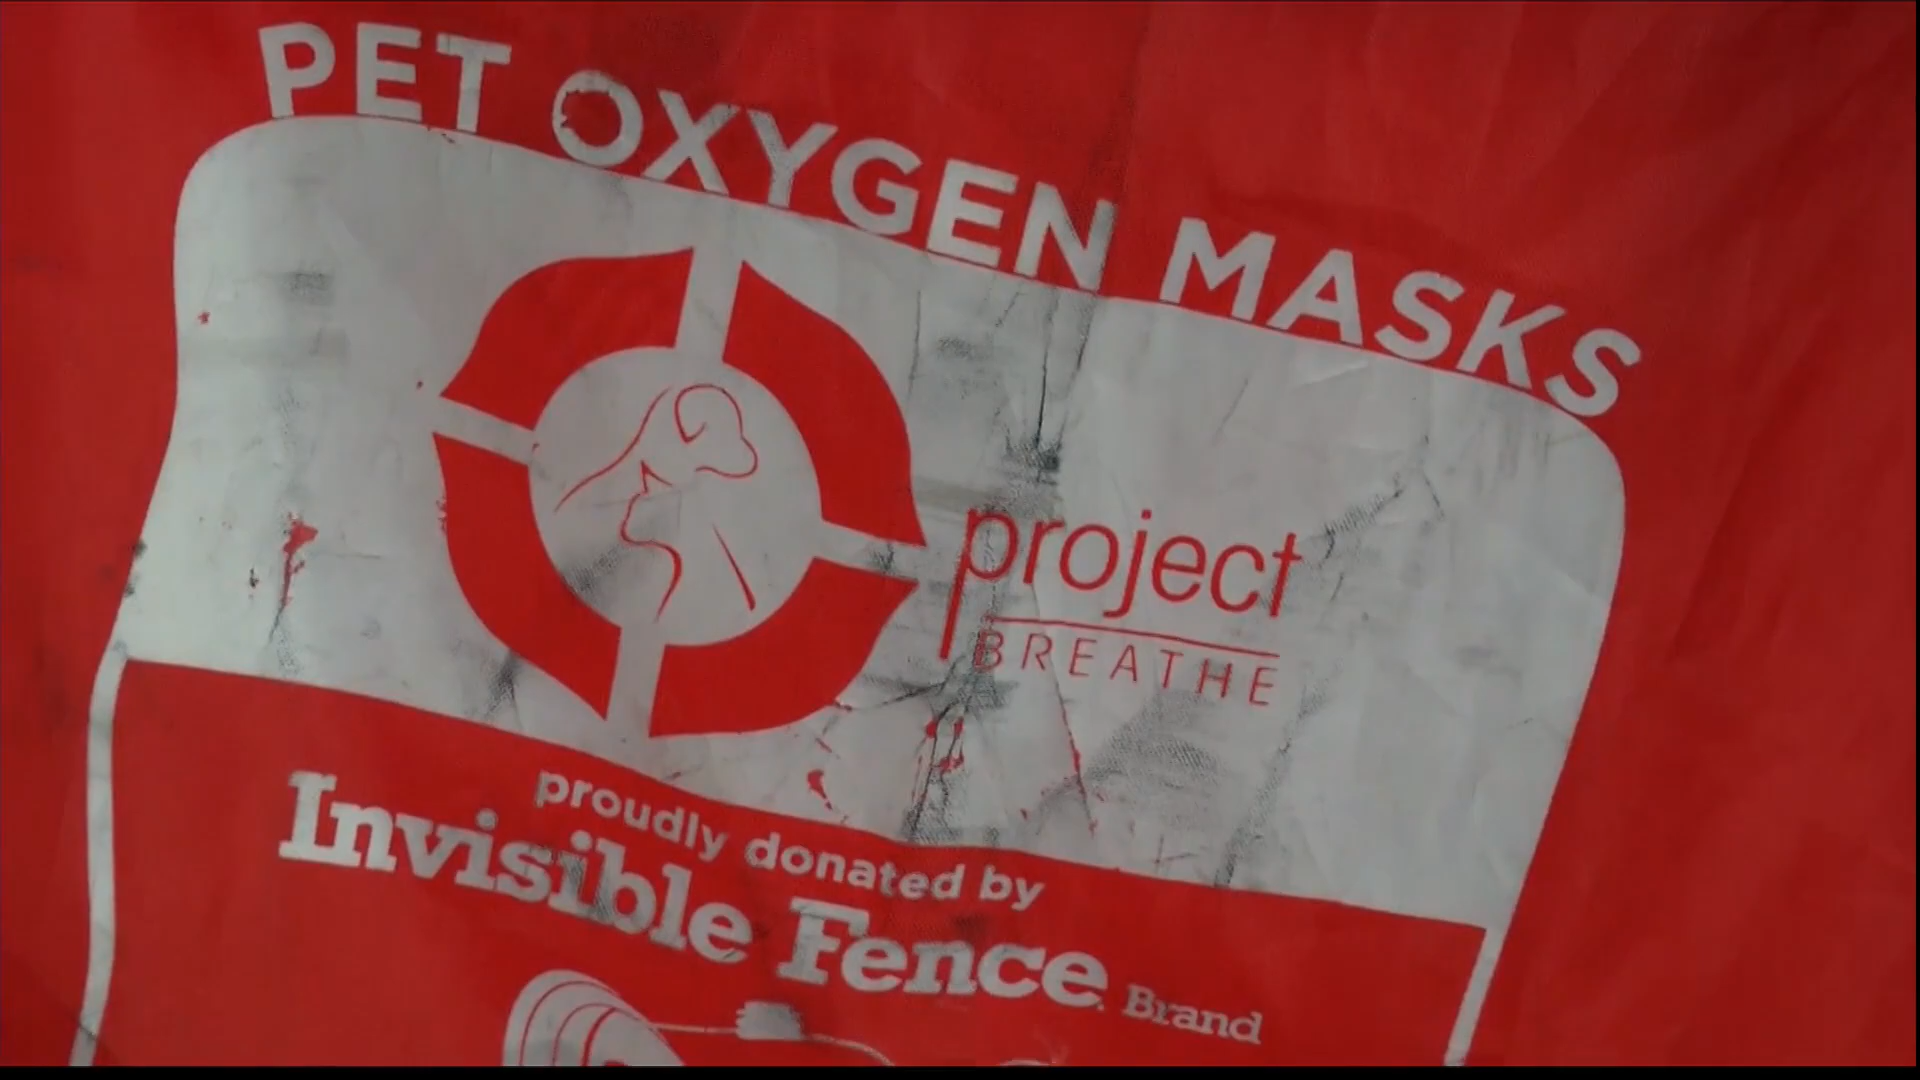 PET OXYGEN MASKS
project
BREATHE
proudly donated by
Invisible Fence. Brand